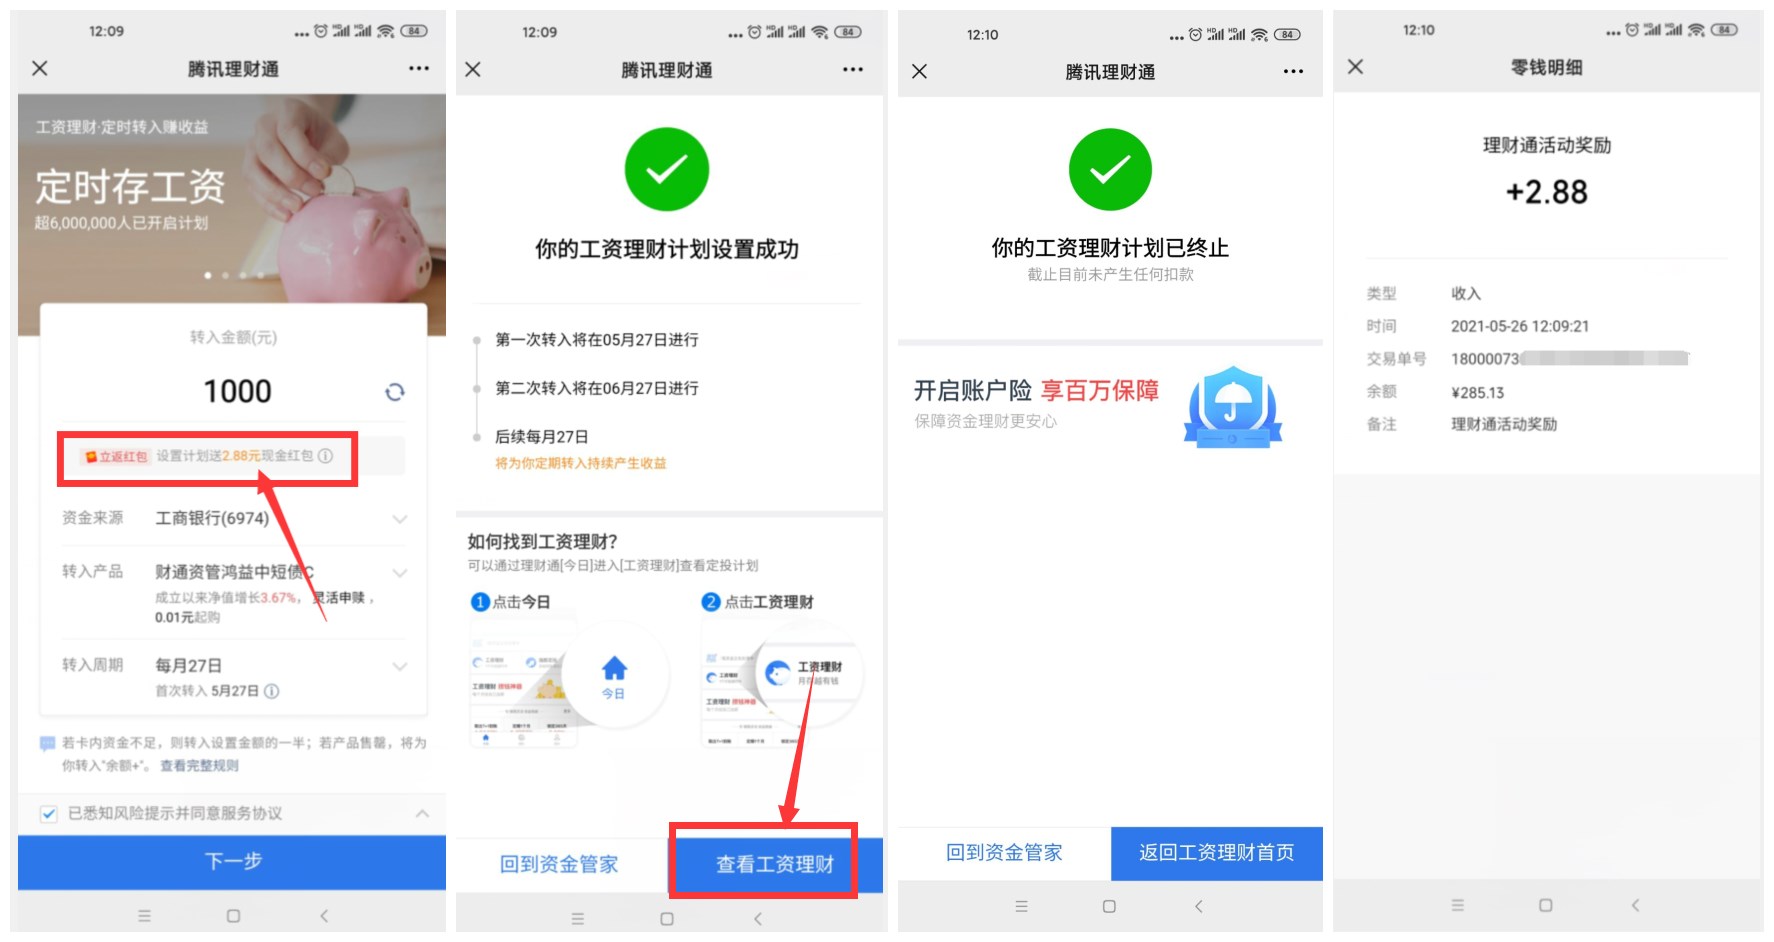 12:09
HD HD 84
腾讯理财通
工资理财·定时转入赚收益
定时存工资
超6,000,000人已开启计划
转入金额(元)
1000
立返红包 设置计划送2.88元现金红包
资金来源 工商银行(6974)
转入产品 财通资管鸿益中短债C
成立以来净值增长3.67%，灵活申赎，
0.01元起购
转入周期 每月27日
首次转入 5月27日
若卡内资金不足，则转入设置金额的一半；若产品售罄，将为
你转入"余额+"。 查看完整规则
已悉知风险提示并同意服务协议
下一步
12:09
HD HD 84
腾讯理财通
你的工资理财计划设置成功
第一次转入将在05月27日进行
第二次转入将在06月27日进行
后续每月27日
将为你定期转入持续产生收益
如何找到工资理财?
可以通过理财通[今日]进入[工资理财]查看定投计划
1 点击今日
2 点击工资理财
今日
工资理财
回到资金管家
查看工资理财
12:10
HD HD 84
腾讯理财通
你的工资理财计划已终止
截止目前未产生任何扣款
开启账户险 享百万保障
保障资金理财更安心
回到资金管家
返回工资理财首页
12:10
HD HD 84
零钱明细
理财通活动奖励
+2.88
类型 收入
时间 2021-05-26 12:09:21
交易单号 18000073
余额 ¥285.13
备注 理财通活动奖励